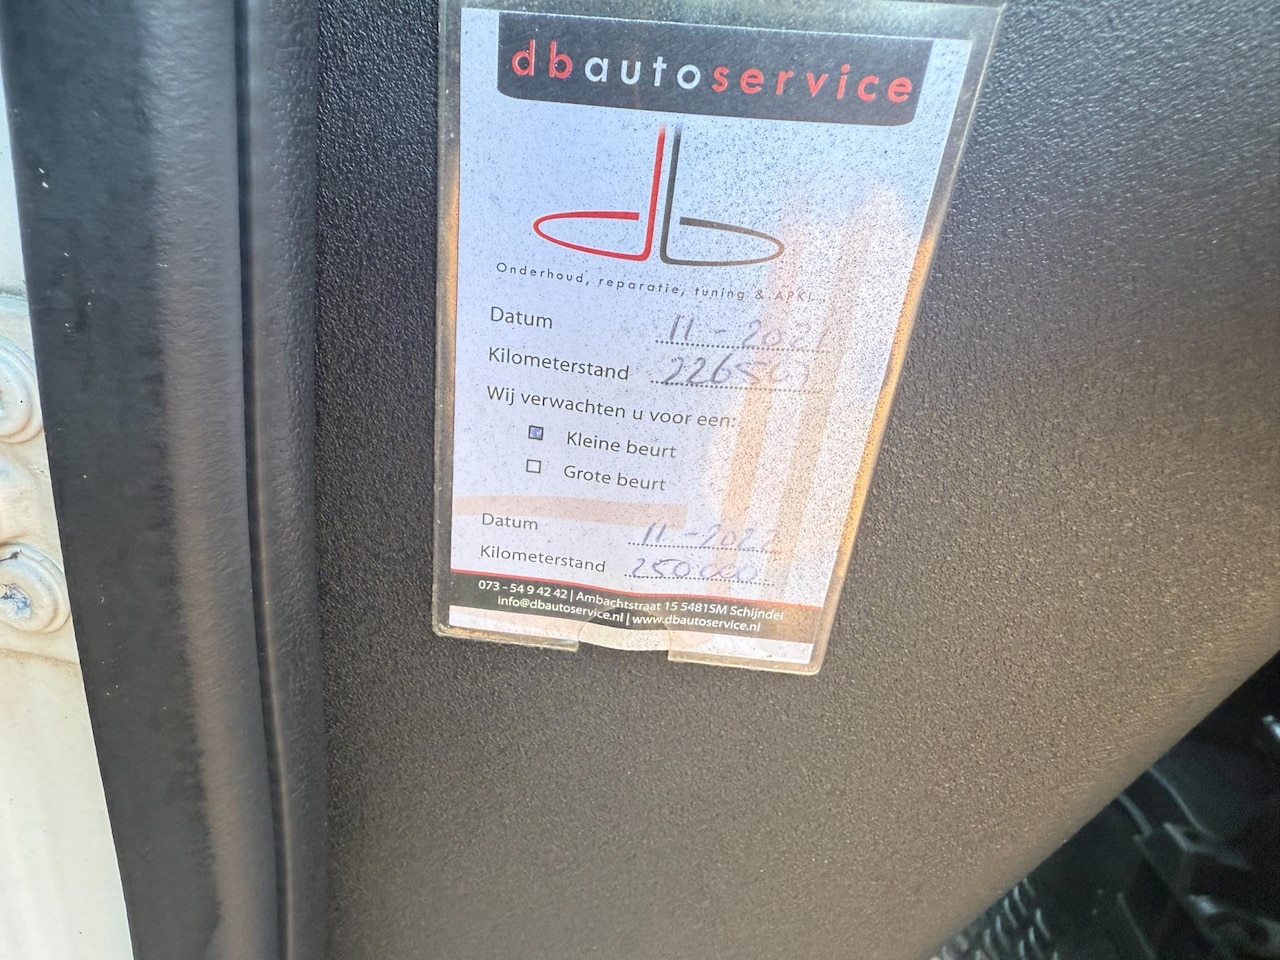 dbautoservice
db
Onderhoud, reparatie, tuning & APK!
Datum 11-2021
Kilometerstand
Wij verwachten u voor een:
Kleine beurt
Grote beurt
Datum 11-2022
Kilometerstand 250000
073 - 54 9 42 42 | Ambachtstraat 15 5481SM Schijndel
info@dbautoservice.nl | www.dbautoservice.nl